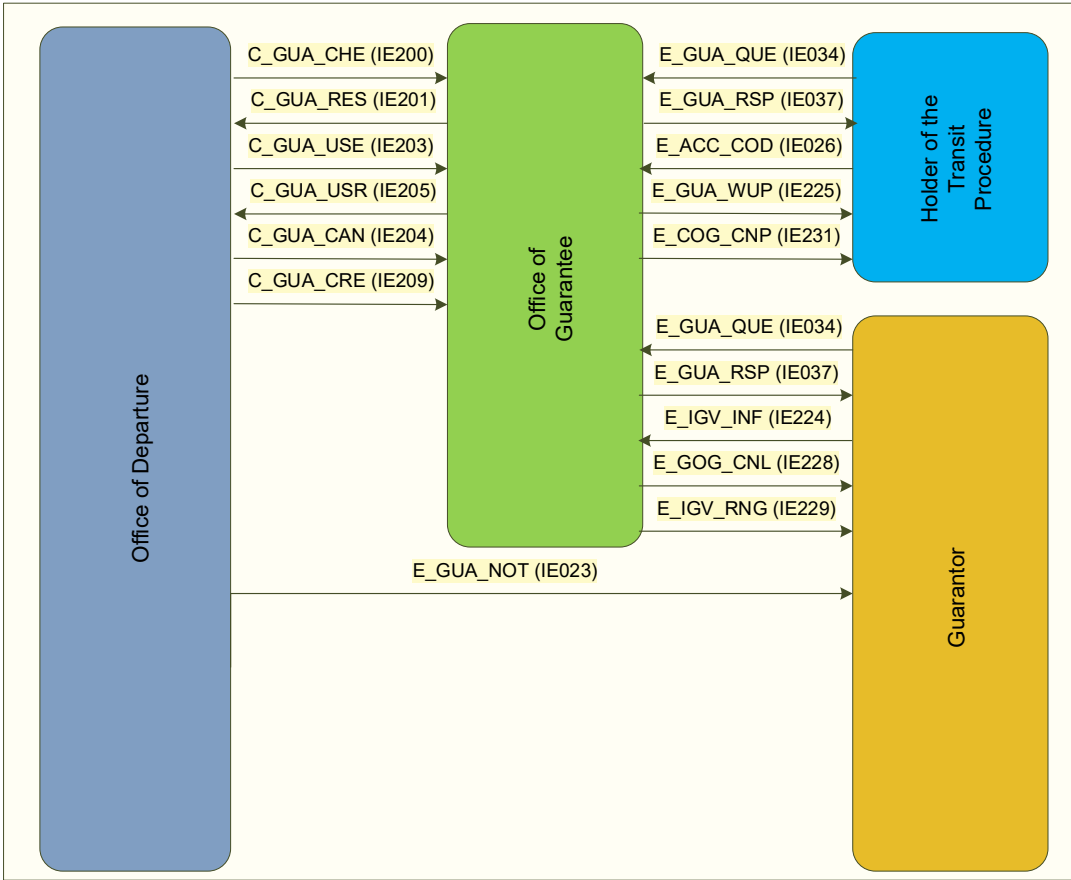 Office of Departure
C_GUA_CHE (IE200)
C_GUA_RES (IE201)
C_GUA_USE (IE203)
C_GUA_USR (IE205)
C_GUA_CAN (IE204)
C_GUA_CRE (IE209)
Office of
Guarantee
E_GUA_QUE (IE034)
E_GUA_RSP (IE037)
E_ACC_COD (IE026)
E_GUA_WUP (IE225)
E_COG_CNP (IE231)
Holder of the
Transit
Procedure
E_GUA_QUE (IE034)
E_GUA_RSP (IE037)
E_IGV_INF (IE224)
E_GOG_CNL (IE228)
E_IGV_RNG (IE229)
E_GUA_NOT (IE023)
Guarantor